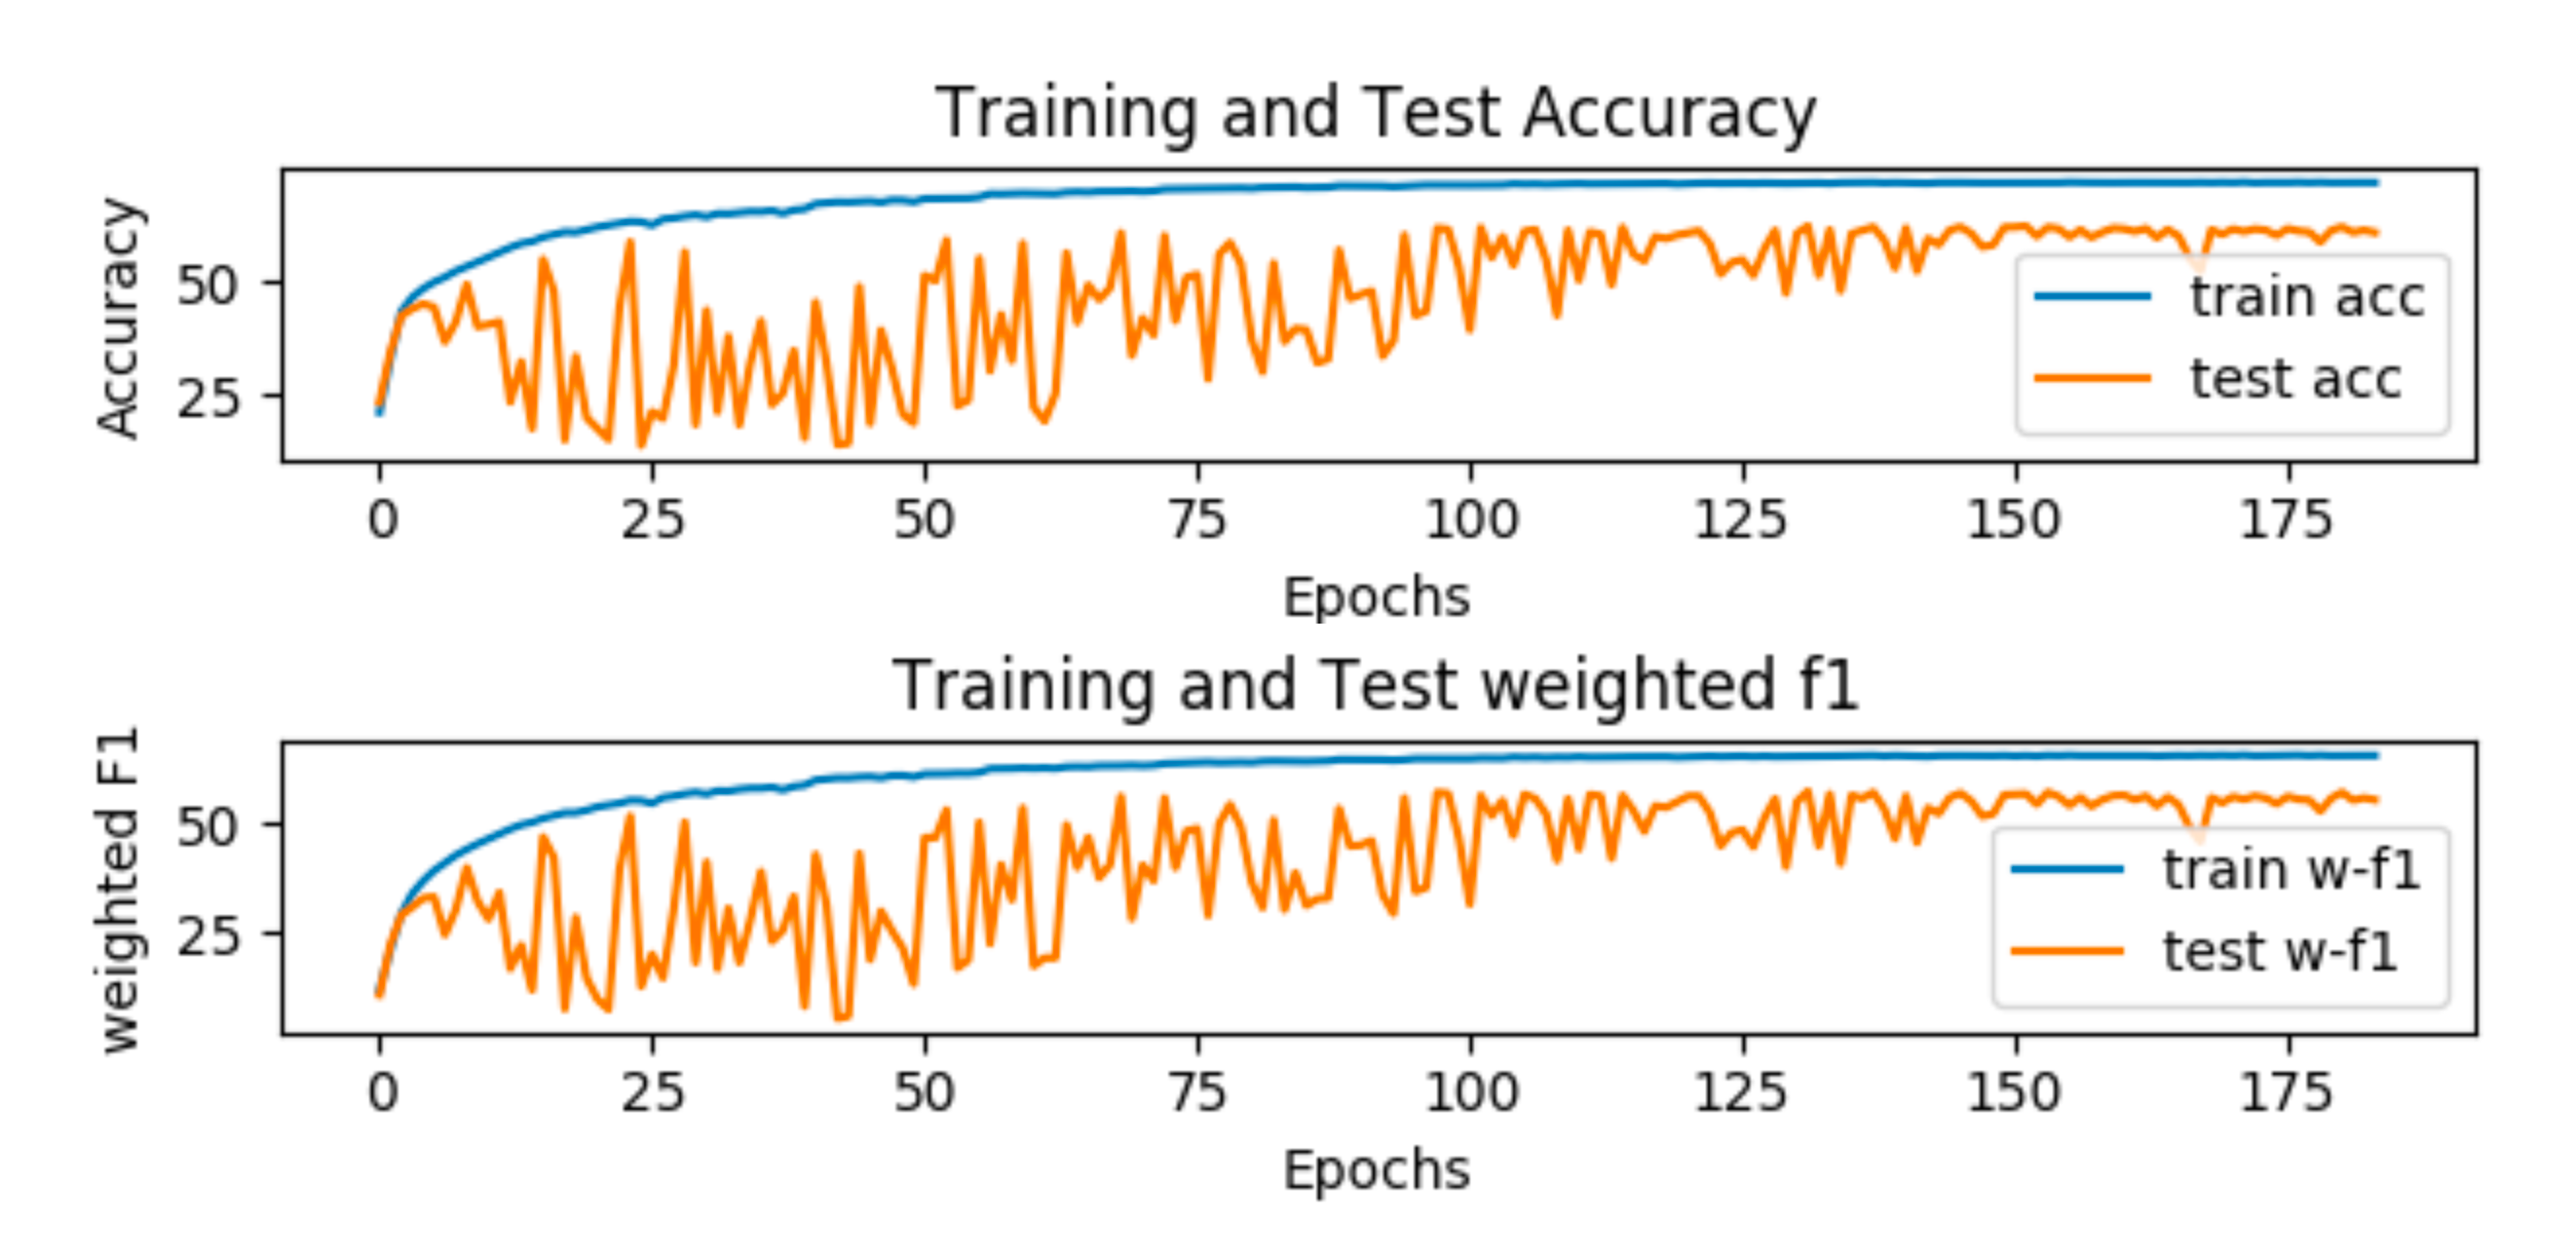 Training and Test Accuracy
Accuracy
50
25
train acc
test acc
0 25 50 75 100 125 150 175
Epochs
Training and Test weighted f1
weighted F1
50
25
train w-f1
test w-f1
0 25 50 75 100 125 150 175
Epochs